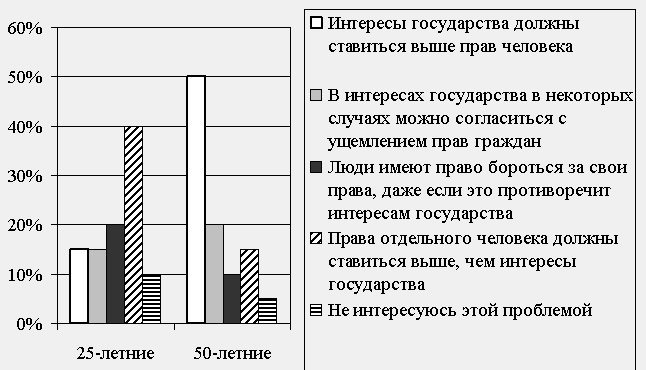 60%
50%
40%
30%
20%
10%
0%
25-летние
50-летние
Интересы государства должны
ставиться выше прав человека
В интересах государства в некоторых
случаях можно согласиться с
ущемлением прав граждан
Люди имеют право бороться за свои
права, даже если это противоречит
интересам государства
Права отдельного человека должны
ставиться выше, чем интересы
государства
Не интересуюсь этой проблемой